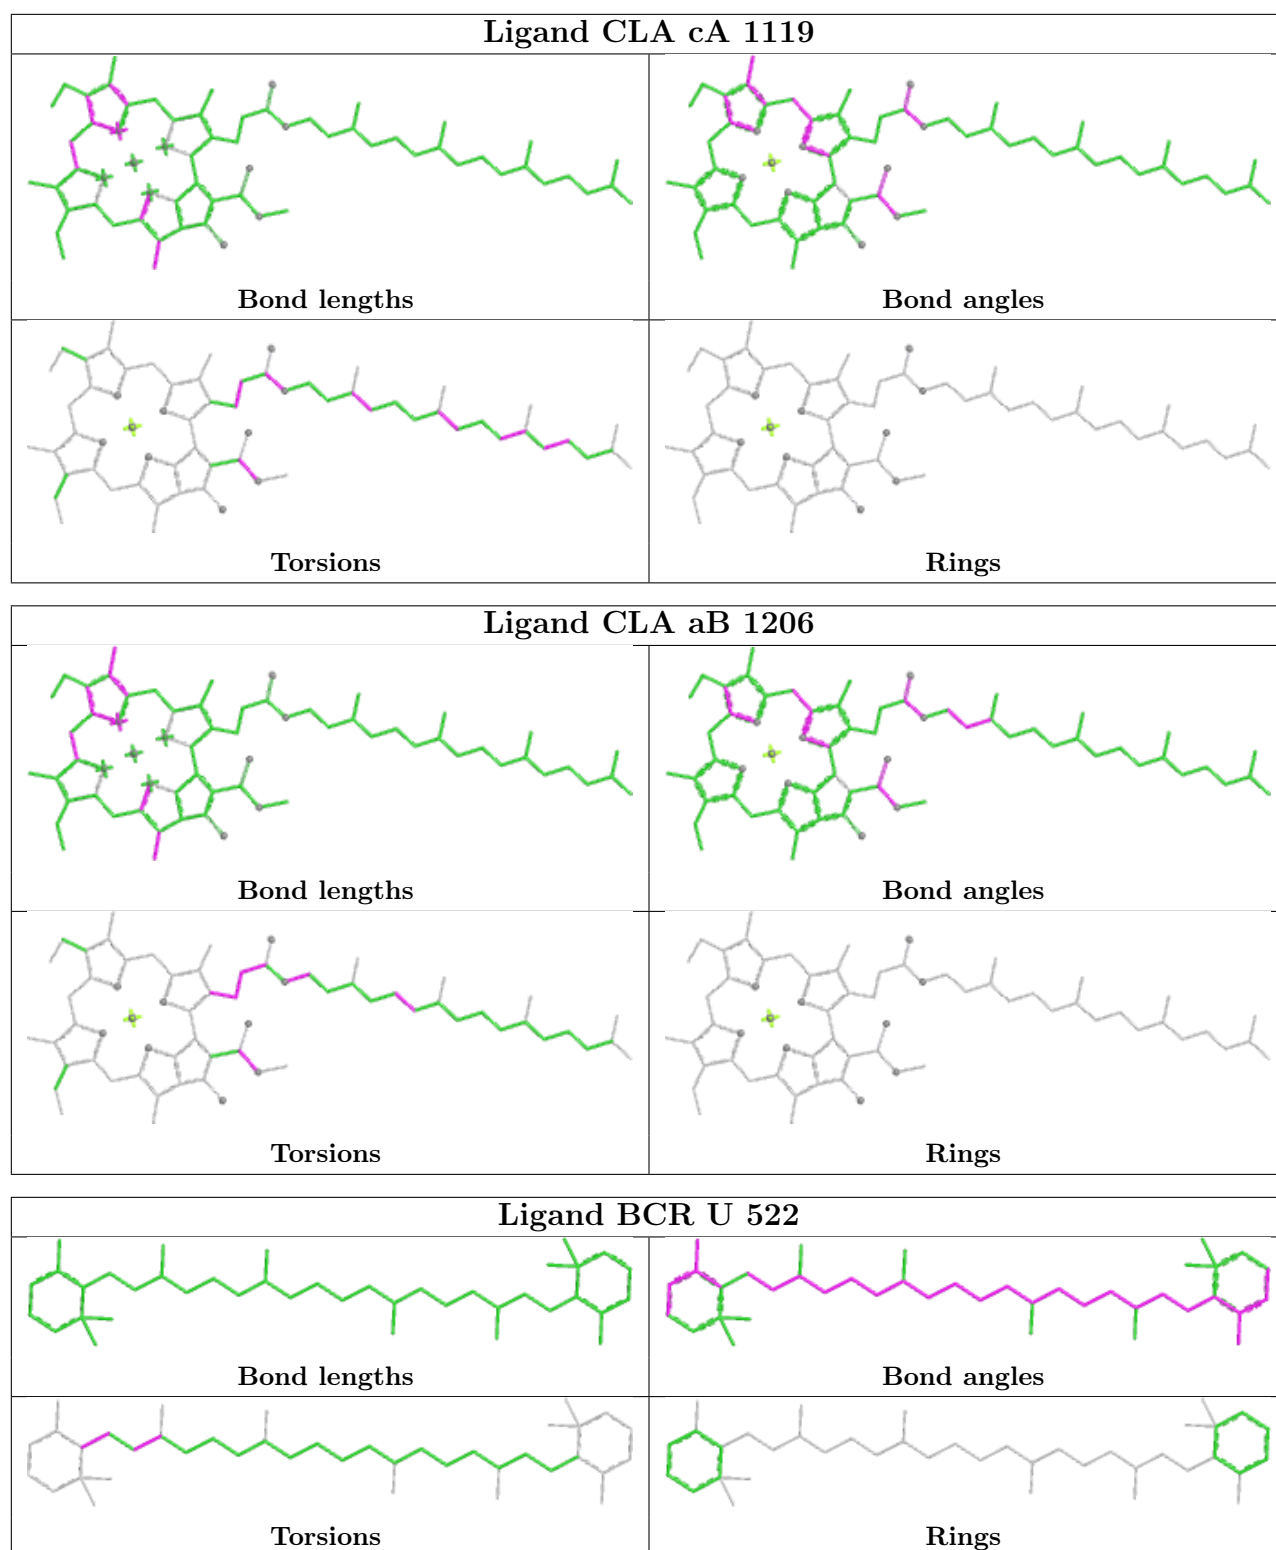 Ligand CLA cA 1119
Bond lengths
Bond angles
Torsions
Rings
Ligand CLA aB 1206
Bond lengths
Bond angles
Torsions
Rings
Ligand BCR U 522
Bond lengths
Bond angles
Torsions
Rings